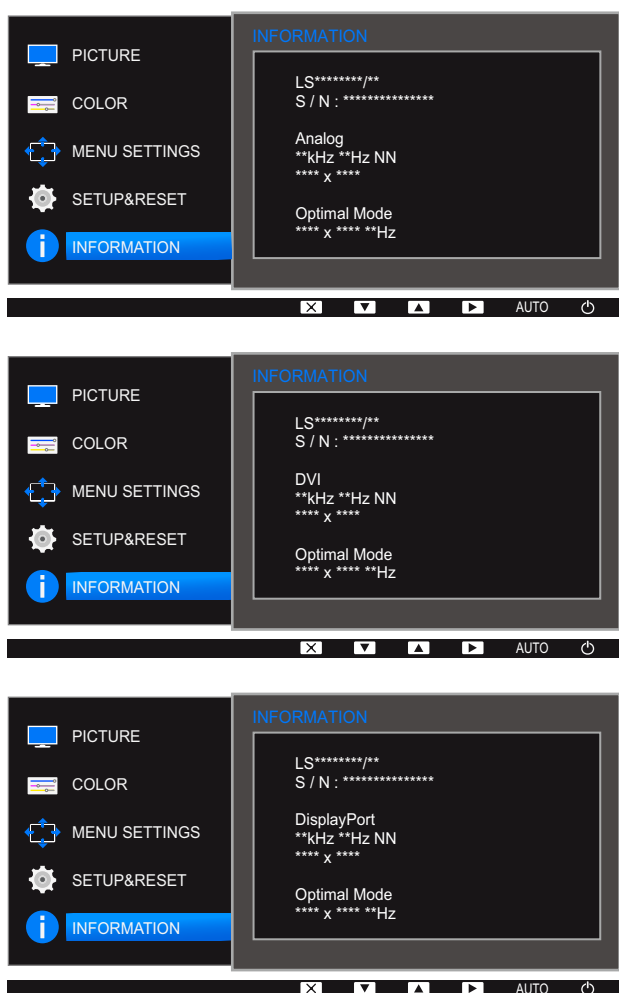 INFORMATION
PICTURE
COLOR
MENU SETTINGS
SETUP&RESET
INFORMATION
LS********/**
S / N : ***************
Analog
**kHz **Hz NN
**** x ****
Optimal Mode
**** x **** **Hz
AUTO
INFORMATION
PICTURE
COLOR
MENU SETTINGS
SETUP&RESET
INFORMATION
LS********/**
S / N : ***************
DVI
**kHz **Hz NN
**** x ****
Optimal Mode
**** x **** **Hz
AUTO
INFORMATION
PICTURE
COLOR
MENU SETTINGS
SETUP&RESET
INFORMATION
LS********/**
S / N : ***************
DisplayPort
**kHz **Hz NN
**** x ****
Optimal Mode
**** x **** **Hz
AUTO